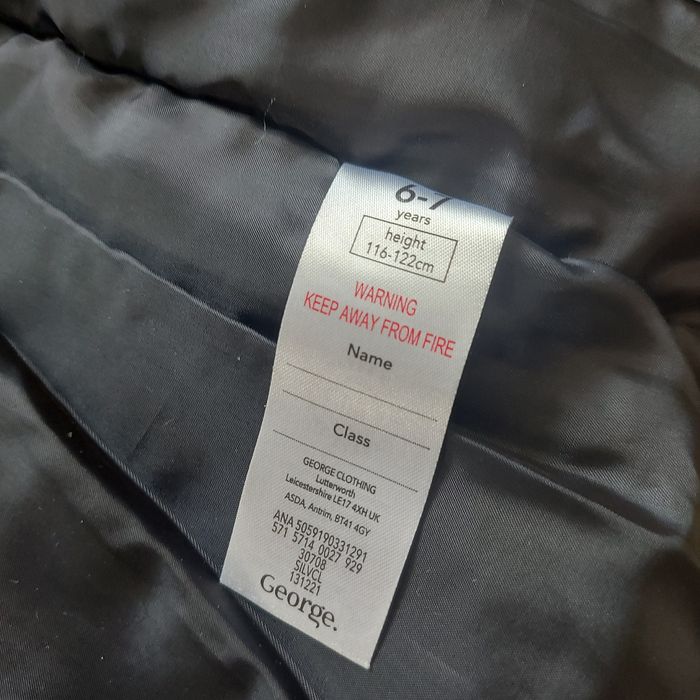 6-7
years
height
116-122cm
WARNING
KEEP AWAY FROM FIRE
Name
Class
GEORGE CLOTHING
Lutterworth
Leicestershire LE17 4XH UK
ASDA, Antrim, BT41 4GY
ANA 5059190331291
571 5714 0027 929
30708
SILVCL
131221
George.